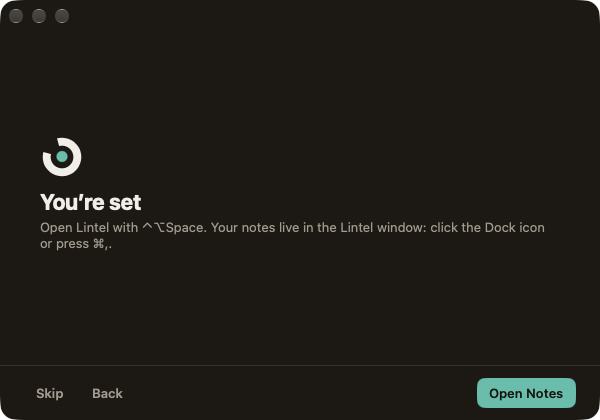 You’re set
Open Lintel with ⌃⌥Space. Your notes live in the Lintel window: click the Dock icon
or press ⌘,.
Skip
Back
Open Notes